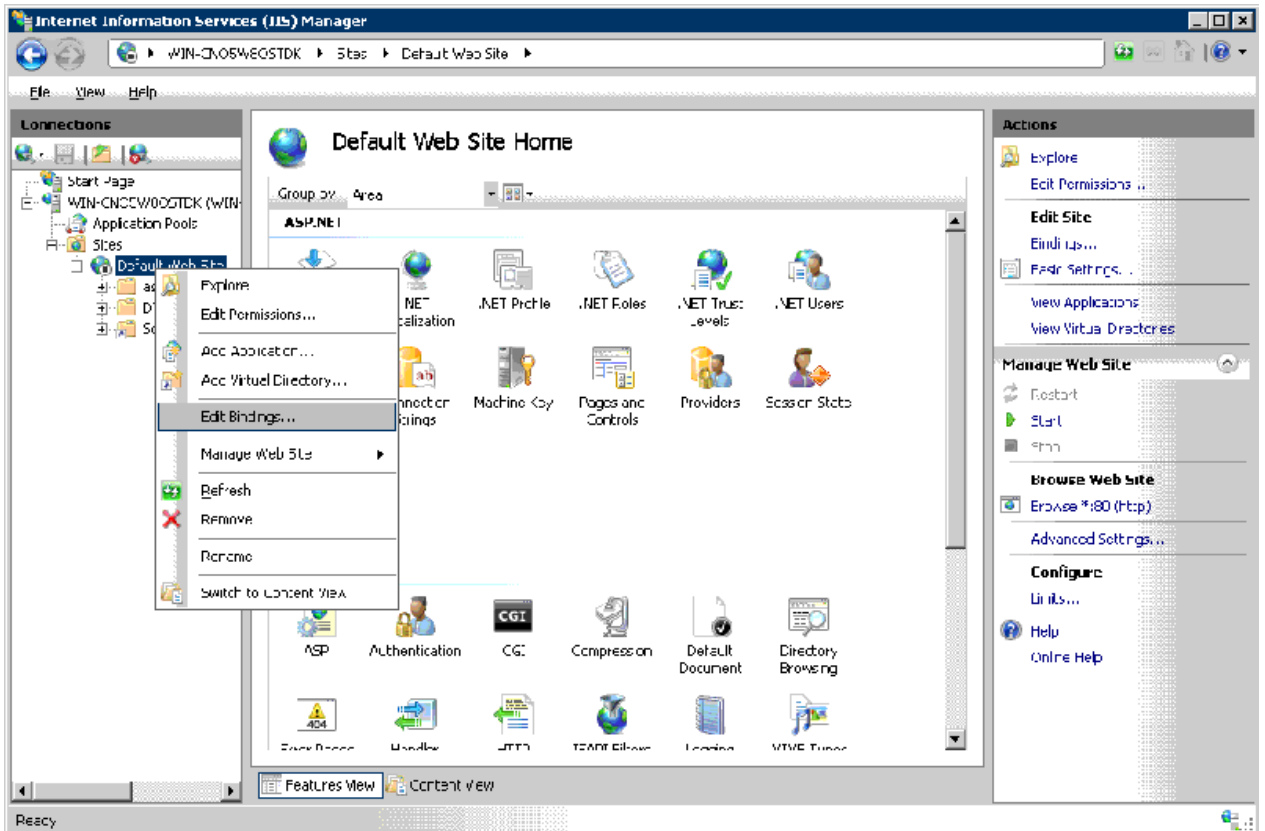 Internet Information Services (IIS) Manager
Sites Default Web Site
File View Help
Connections
Start Page
Application Pools
Sites
Default Web Site
Explore
Edit Permissions...
Add Application...
Add Virtual Directory...
Edit Bindings...
Manage Web Site
Refresh
Remove
Rename
Switch to Content View
Default Web Site Home
Group by: Area
ASP.NET
.NET Profile .NET Roles .NET Trust Levels .NET Users
Machine Key Pages and Controls Providers Session State
ASP Authentication CGI Compression Default Document Directory Browsing
CGI
404
ab
Features View Content View
Actions
Explore
Edit Permissions...
Edit Site
Bindings...
Basic Settings...
View Applications
View Virtual Directories
Manage Web Site
Restart
Start
Stop
Browse Web Site
Browse *:80 (http)
Advanced Settings...
Configure
Limits...
Help
Online Help
Ready